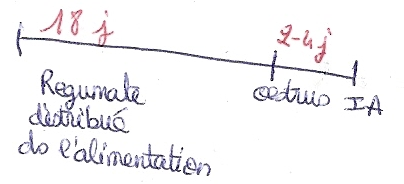 18 j
2-4 j
Regumate
distribué
ds l'alimentation
oestrus IA